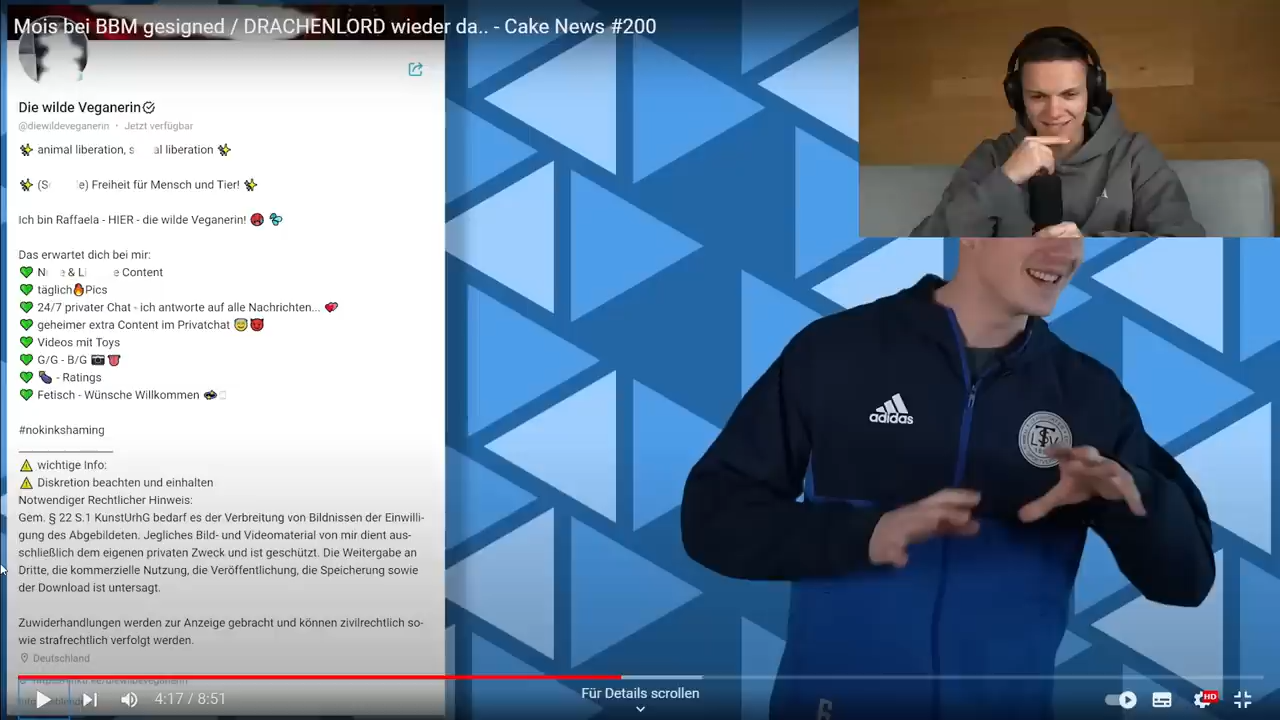 Mois bei BBM gesigned / DRACHENLORD wieder da.. - Cake News #200
Die wilde Veganerin
@diewildeveganerin • Jetzt verfügbar
animal liberation, s al liberation
(S e) Freiheit für Mensch und Tier!
Ich bin Raffaela - HIER - die wilde Veganerin!
Das erwartet dich bei mir:
N e & L e Content
täglich Pics
24/7 privater Chat - ich antworte auf alle Nachrichten...
geheimer extra Content im Privatchat
Videos mit Toys
G/G - B/G
- Ratings
Fetisch - Wünsche Willkommen
#nokinkshaming
wichtige Info:
Diskretion beachten und einhalten
Notwendiger Rechtlicher Hinweis:
Gem. § 22 S.1 KunstUrhG bedarf es der Verbreitung von Bildnissen der Einwilli-
gung des Abgebildeten. Jegliches Bild- und Videomaterial von mir dient aus-
schließlich dem eigenen privaten Zweck und ist geschützt. Die Weitergabe an
Dritte, die kommerzielle Nutzung, die Veröffentlichung, die Speicherung sowie
der Download ist untersagt.
Zuwiderhandlungen werden zur Anzeige gebracht und können zivilrechtlich so-
wie strafrechtlich verfolgt werden.
Deutschland
adidas
4:17 / 8:51
Für Details scrollen
HD